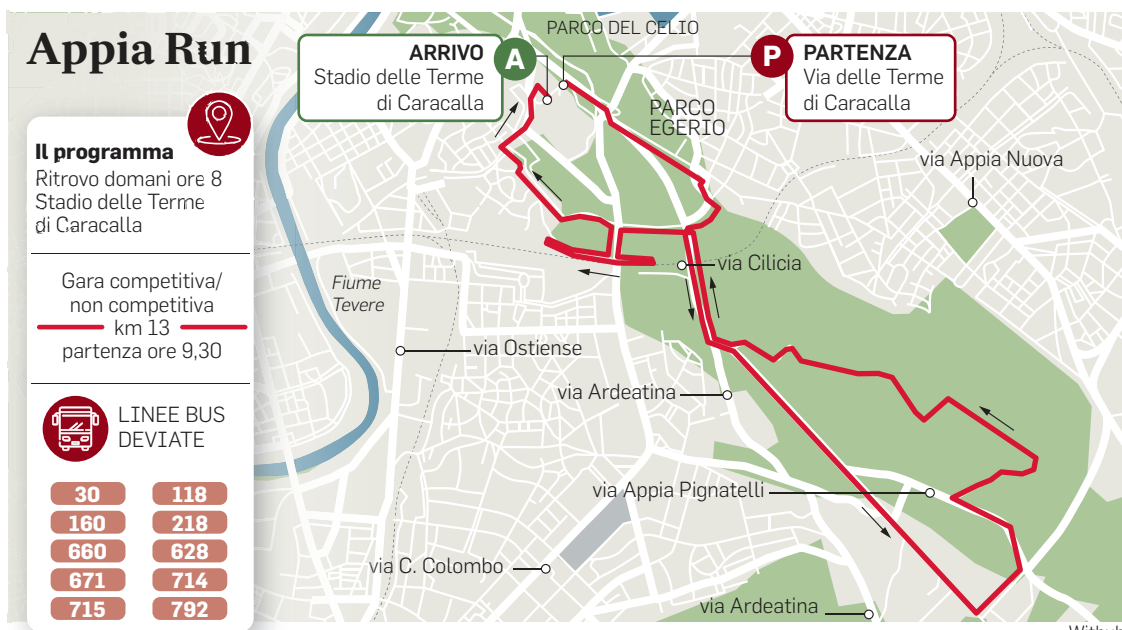 Appia Run
Il programma
Ritrovo domani ore 8
Stadio delle Terme
di Caracalla
Gara competitiva/
non competitiva
km 13
partenza ore 9,30
LINEE BUS
DEVIATE
30 118
160 218
660 628
671 714
715 792
PARCO DEL CELIO
ARRIVO
Stadio delle Terme
di Caracalla
A
P
PARTENZA
Via delle Terme
di Caracalla
PARCO
EGERIO
via Appia Nuova
via Cilicia
Fiume
Tevere
via Ostiense
via Ardeatina
via Appia Pignatelli
via C. Colombo
via Ardeatina